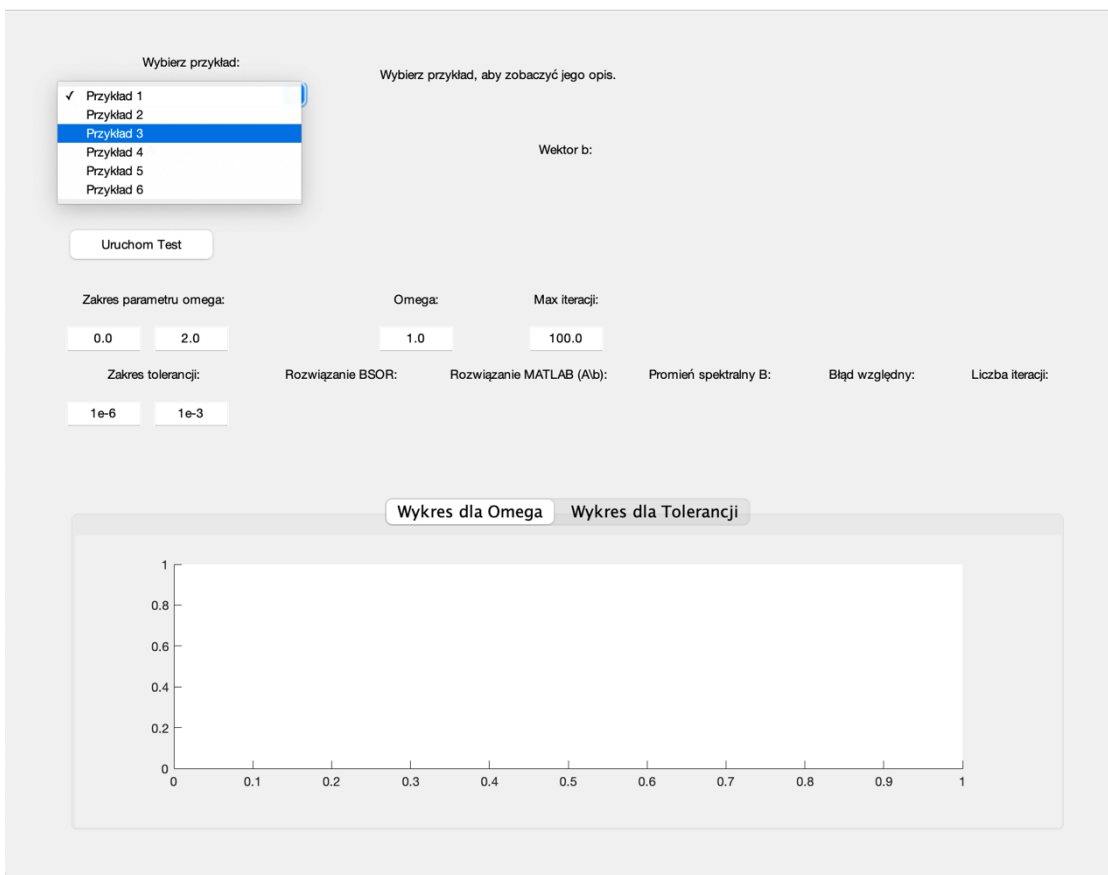 Wybierz przykład:
Wybierz przykład, aby zobaczyć jego opis.
✓ Przykład 1
Przykład 2
Przykład 3
Przykład 4
Przykład 5
Przykład 6
Wektor b:
Uruchom Test
Zakres parametru omega:
Omega:
Max iteracji:
0.0 2.0
1.0
100.0
Zakres tolerancji:
Rozwiązanie BSOR:
Rozwiązanie MATLAB (A\b):
Promień spektralny B:
Błąd względny:
Liczba iteracji:
1e-6 1e-3
Wykres dla Omega
Wykres dla Tolerancji
1
0.8
0.6
0.4
0.2
0
0 0.1 0.2 0.3 0.4 0.5 0.6 0.7 0.8 0.9 1